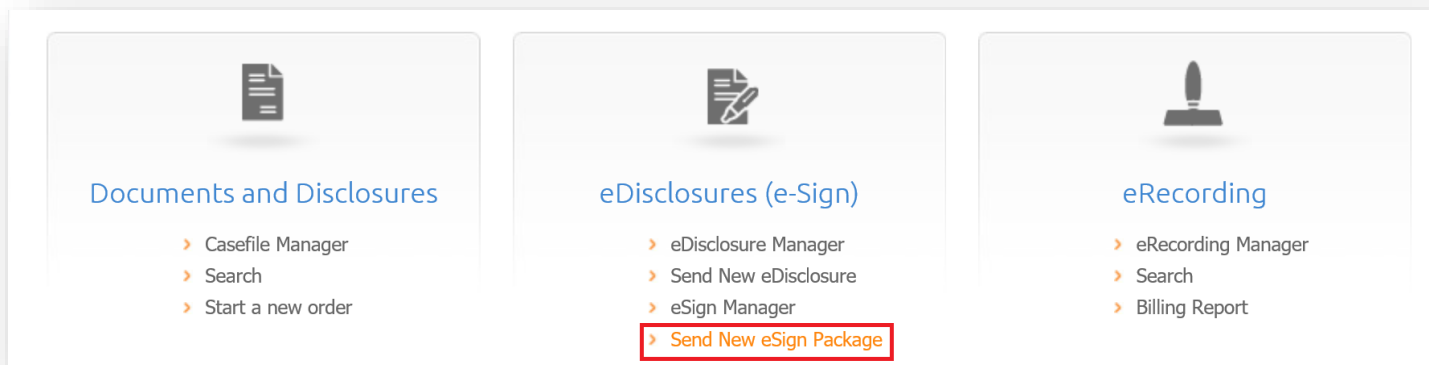 Documents and Disclosures
Casefile Manager
Search
Start a new order
eDisclosures (e-Sign)
eDisclosure Manager
Send New eDisclosure
eSign Manager
Send New eSign Package
eRecording
eRecording Manager
Search
Billing Report